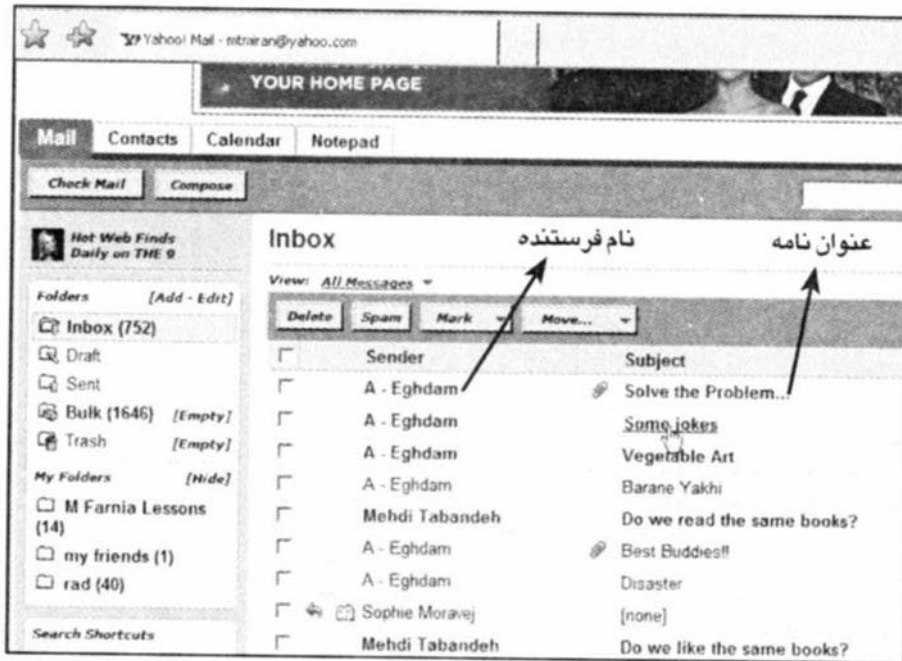 Yahoo! Mail - mtrairan@yahoo.com
YOUR HOME PAGE
Mail Contacts Calendar Notepad
Check Mail Compose
Hot Web Finds
Daily on THE 9
Inbox
نام فرستنده
عنوان نامه
View: All Messages
Folders [Add - Edit]
Inbox (752)
Draft
Sent
Bulk (1646) [Empty]
Trash [Empty]
My Folders [Hide]
M Farnia Lessons
(14)
my friends (1)
rad (40)
Search Shortcuts
Delete Spam Mark Move...
Sender Subject
A - Eghdam Solve the Problem...
A - Eghdam Some jokes
A - Eghdam Vegetable Art
A - Eghdam Barane Yakhi
Mehdi Tabandeh Do we read the same books?
A - Eghdam Best Buddies!!
A - Eghdam Disaster
Sophie Moravej [none]
Mehdi Tabandeh Do we like the same books?